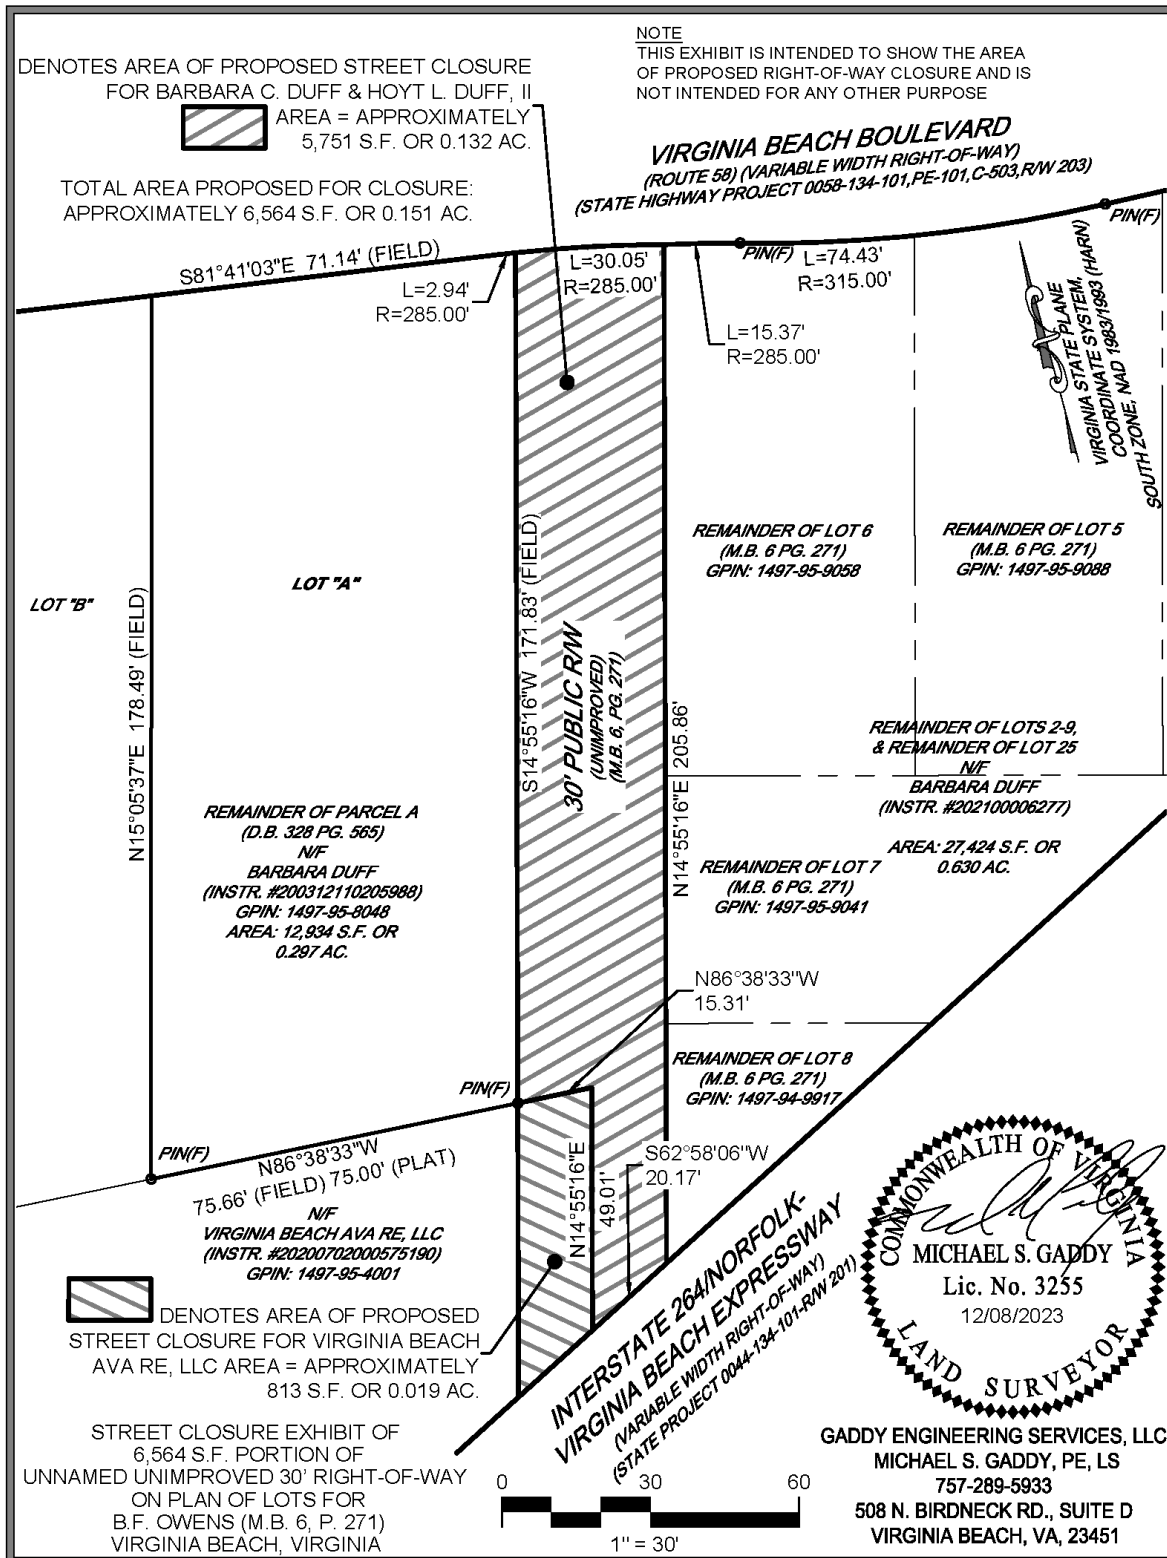 NOTE
THIS EXHIBIT IS INTENDED TO SHOW THE AREA
OF PROPOSED RIGHT-OF-WAY CLOSURE AND IS
NOT INTENDED FOR ANY OTHER PURPOSE
DENOTES AREA OF PROPOSED STREET CLOSURE
FOR BARBARA C. DUFF & HOYT L. DUFF, II
AREA = APPROXIMATELY
5,751 S.F. OR 0.132 AC.
TOTAL AREA PROPOSED FOR CLOSURE:
APPROXIMATELY 6,564 S.F. OR 0.151 AC.
VIRGINIA BEACH BOULEVARD
(ROUTE 58) (VARIABLE WIDTH RIGHT-OF-WAY)
(STATE HIGHWAY PROJECT 0058-134-101,PE-101,C-503,R/W 203)
PIN(F)
S81°41'03"E 71.14' (FIELD)
L=2.94'
R=285.00'
L=30.05'
R=285.00'
PIN(F)
L=74.43'
R=315.00'
L=15.37'
R=285.00'
VIRGINIA STATE PLANE
COORDINATE SYSTEM,
NAD 1983/1993 (HARN)
SOUTH ZONE,
LOT "B"
N15°05'37"E 178.49' (FIELD)
LOT "A"
S14°55'16"W 171.83' (FIELD)
30' PUBLIC R/W
(UNIMPROVED)
(M.B. 6, PG. 271)
N14°55'16"E 205.86'
REMAINDER OF LOT 6
(M.B. 6 PG. 271)
GPIN: 1497-95-9058
REMAINDER OF LOT 5
(M.B. 6 PG. 271)
GPIN: 1497-95-9088
REMAINDER OF LOTS 2-9,
& REMAINDER OF LOT 25
N/F
BARBARA DUFF
(INSTR. #202100006277)
AREA: 27,424 S.F. OR
0.630 AC.
REMAINDER OF PARCEL A
(D.B. 328 PG. 565)
N/F
BARBARA DUFF
(INSTR. #200312110205988)
GPIN: 1497-95-8048
AREA: 12,934 S.F. OR
0.297 AC.
REMAINDER OF LOT 7
(M.B. 6 PG. 271)
GPIN: 1497-95-9041
N86°38'33"W
15.31'
REMAINDER OF LOT 8
(M.B. 6 PG. 271)
GPIN: 1497-94-9917
PIN(F)
PIN(F)
N86°38'33"W
75.66' (FIELD) 75.00' (PLAT)
N14°55'16"E
49.01'
S62°58'06"W
20.17'
N/F
VIRGINIA BEACH AVA RE, LLC
(INSTR. #20200702000575190)
GPIN: 1497-95-4001
DENOTES AREA OF PROPOSED
STREET CLOSURE FOR VIRGINIA BEACH
AVA RE, LLC AREA = APPROXIMATELY
813 S.F. OR 0.019 AC.
INTERSTATE 264/NORFOLK-
VIRGINIA BEACH EXPRESSWAY
(VARIABLE WIDTH RIGHT-OF-WAY)
(STATE PROJECT 0044-134-101-R/W 201)
COMMONWEALTH OF VIRGINIA
MICHAEL S. GADDY
Lic. No. 3255
12/08/2023
LAND SURVEYOR
STREET CLOSURE EXHIBIT OF
6,564 S.F. PORTION OF
UNNAMED UNIMPROVED 30' RIGHT-OF-WAY
ON PLAN OF LOTS FOR
B.F. OWENS (M.B. 6, P. 271)
VIRGINIA BEACH, VIRGINIA
0 30 60
1" = 30'
GADDY ENGINEERING SERVICES, LLC
MICHAEL S. GADDY, PE, LS
757-289-5933
508 N. BIRDNECK RD., SUITE D
VIRGINIA BEACH, VA, 23451